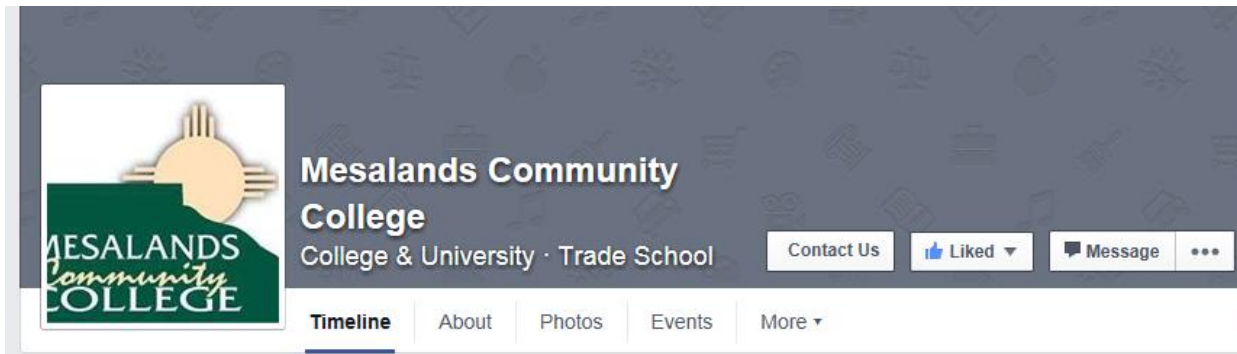 Mesalands Community
College
College & University · Trade School
Contact Us
Liked
Message
MESALANDS
Community
COLLEGE
Timeline
About
Photos
Events
More